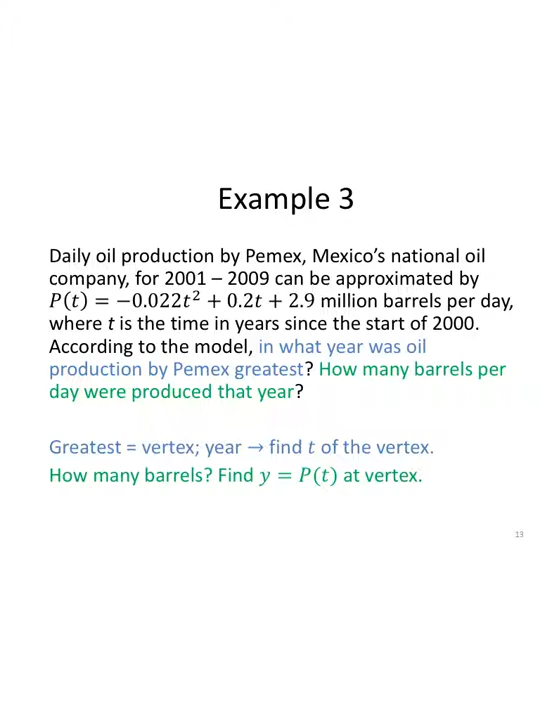 Example 3
Daily oil production by Pemex, Mexico’s national oil
company, for 2001 – 2009 can be approximated by
𝑃(𝑡) = −0.022𝑡² + 0.2𝑡 + 2.9 million barrels per day,
where t is the time in years since the start of 2000.
According to the model, in what year was oil
production by Pemex greatest? How many barrels per
day were produced that year?
Greatest = vertex; year → find 𝑡 of the vertex.
How many barrels? Find 𝑦 = 𝑃(𝑡) at vertex.
13